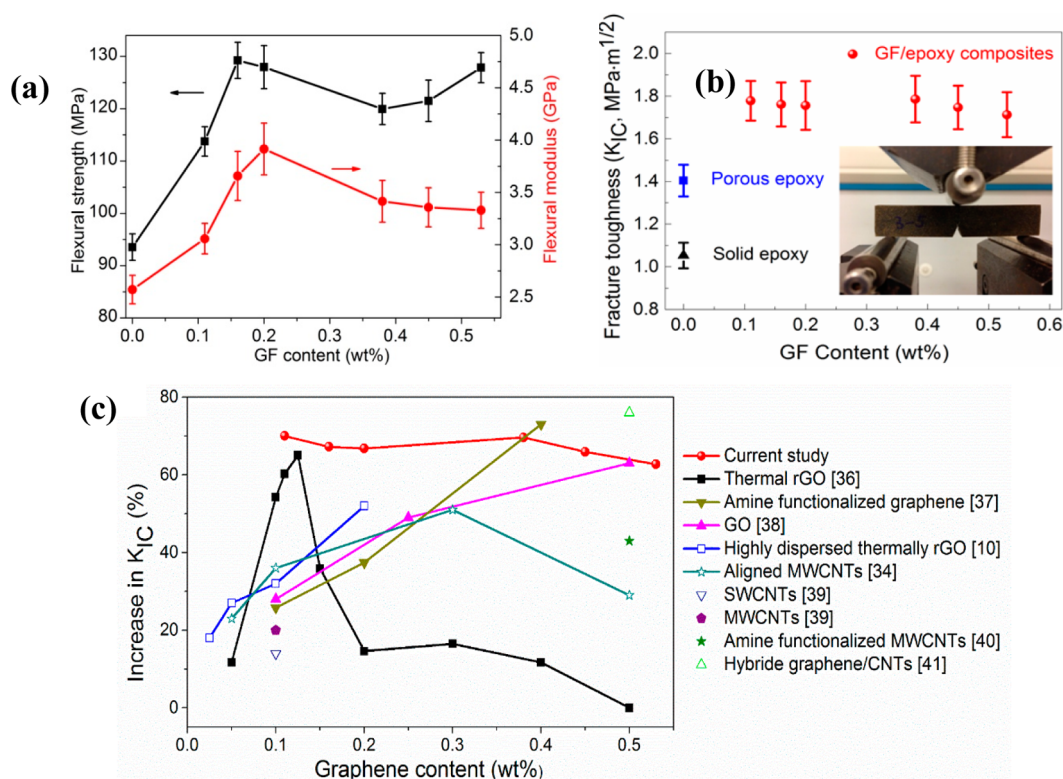 (a)
Flexural strength (MPa)
130
120
110
100
90
80
5.0
4.5
4.0
3.5
3.0
2.5
Flexural modulus (GPa)
0.0 0.1 0.2 0.3 0.4 0.5
GF content (wt%)
(b)
Fracture toughness (K_IC, MPa·m^1/2)
2.0
1.8
1.6
1.4
1.2
1.0
0.8
GF/epoxy composites
Porous epoxy
Solid epoxy
3-5
0.0 0.1 0.2 0.3 0.4 0.5 0.6
GF Content (wt%)
(c)
Increase in K_IC (%)
80
60
40
20
0
0.0 0.1 0.2 0.3 0.4 0.5
Graphene content (wt%)
Current study
Thermal rGO [36]
Amine functionalized graphene [37]
GO [38]
Highly dispersed thermally rGO [10]
Aligned MWCNTs [34]
SWCNTs [39]
MWCNTs [39]
Amine functionalized MWCNTs [40]
Hybride graphene/CNTs [41]